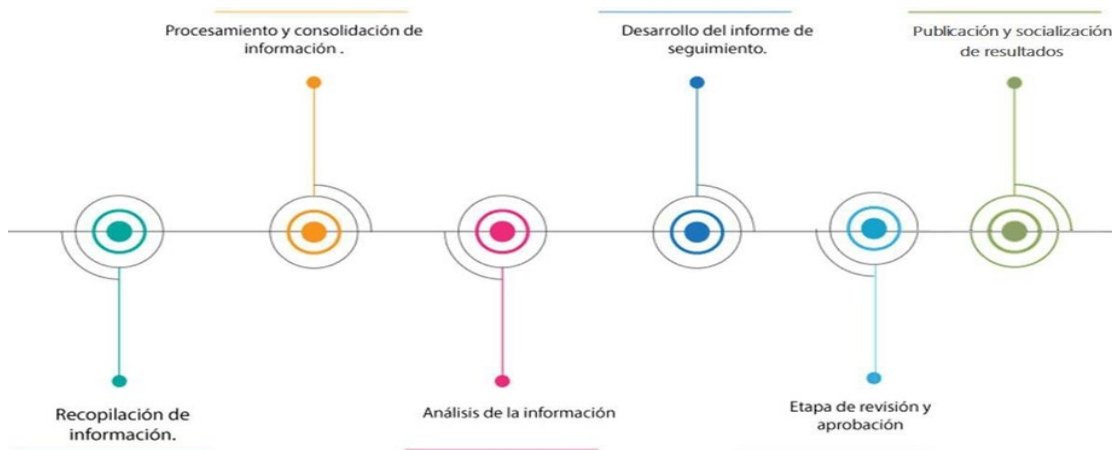 Procesamiento y consolidación de
información .
Desarrollo del informe de
seguimiento.
Publicación y socialización
de resultados
Recopilación de
información.
Análisis de la información
Etapa de revisión y
aprobación